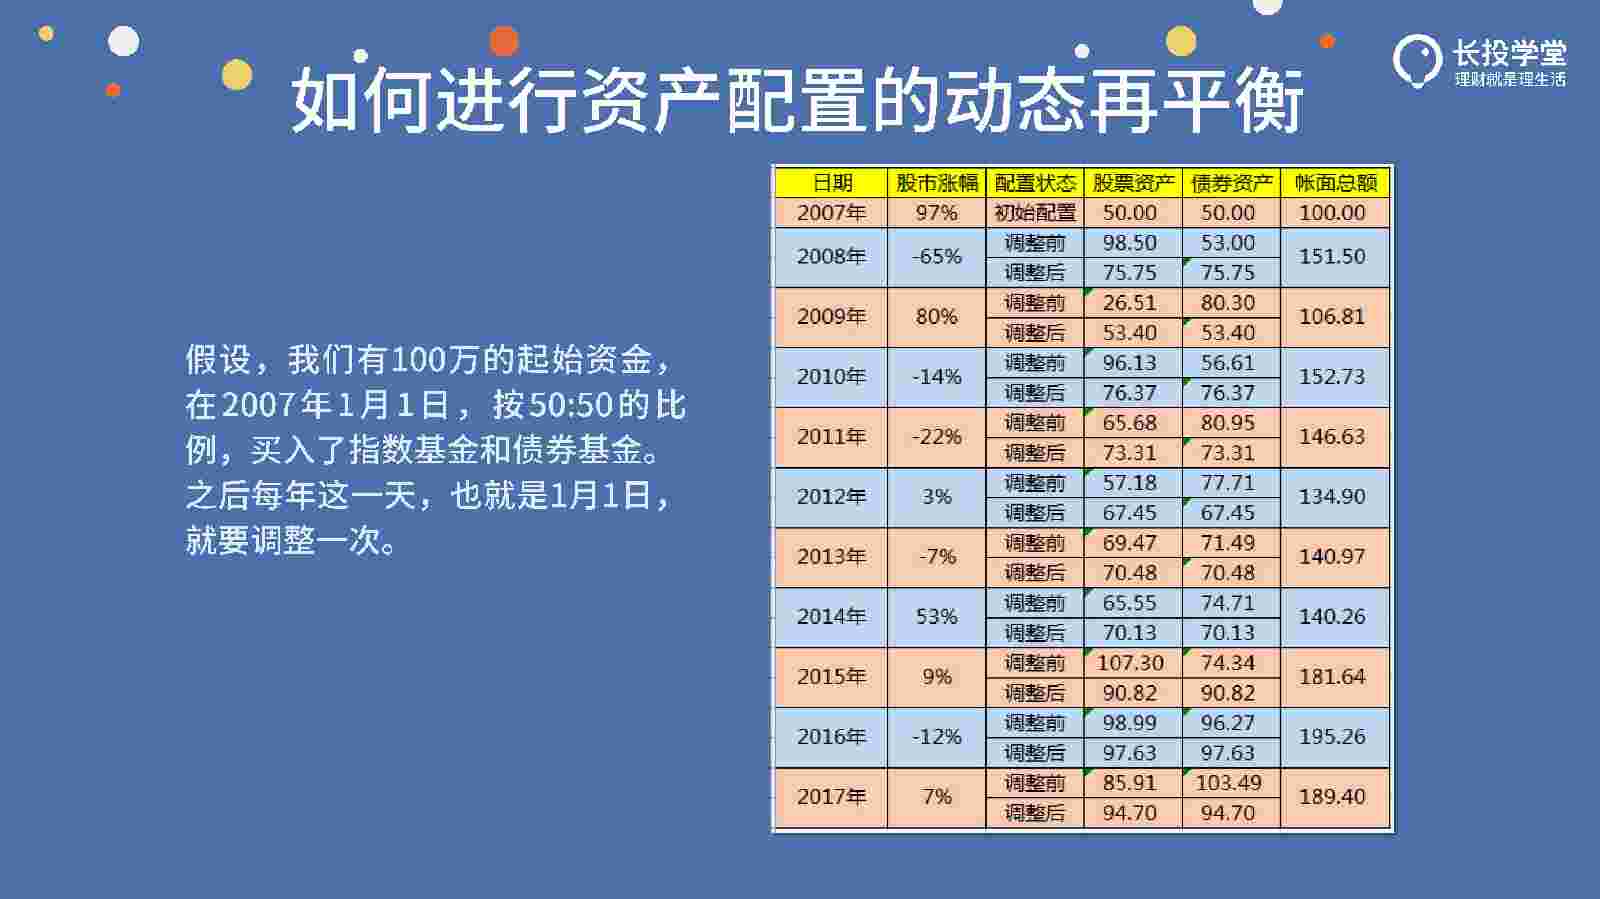 长投学堂
理财就是理生活
如何进行资产配置的动态再平衡
假设，我们有100万的起始资金，
在2007年1月1日，按50:50的比
例，买入了指数基金和债券基金。
之后每年这一天，也就是1月1日，
就要调整一次。
日期 股市涨幅 配置状态 股票资产 债券资产 帐面总额
2007年 97% 初始配置 50.00 50.00 100.00
2008年 -65% 调整前 98.50 53.00 151.50
调整后 75.75 75.75
2009年 80% 调整前 26.51 80.30 106.81
调整后 53.40 53.40
2010年 -14% 调整前 96.13 56.61 152.73
调整后 76.37 76.37
2011年 -22% 调整前 65.68 80.95 146.63
调整后 73.31 73.31
2012年 3% 调整前 57.18 77.71 134.90
调整后 67.45 67.45
2013年 -7% 调整前 69.47 71.49 140.97
调整后 70.48 70.48
2014年 53% 调整前 65.55 74.71 140.26
调整后 70.13 70.13
2015年 9% 调整前 107.30 74.34 181.64
调整后 90.82 90.82
2016年 -12% 调整前 98.99 96.27 195.26
调整后 97.63 97.63
2017年 7% 调整前 85.91 103.49 189.40
调整后 94.70 94.70